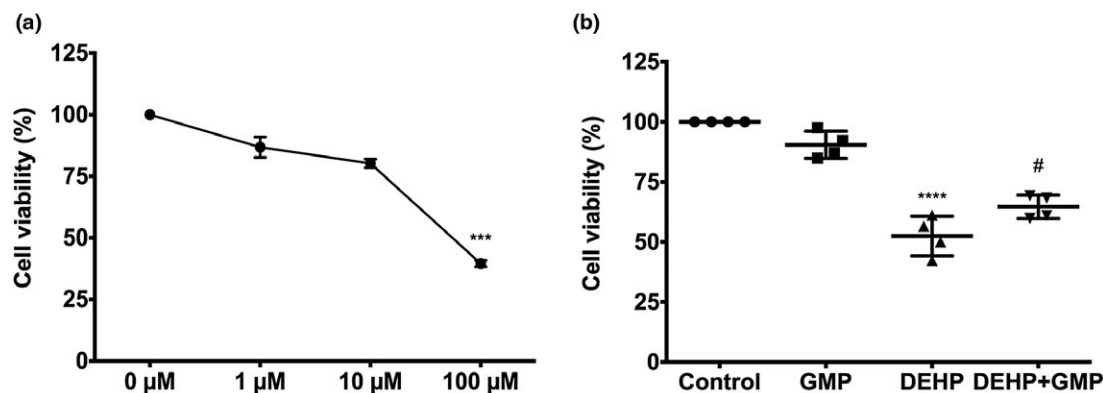 (a)
Cell viability (%)
125
100
75
50
25
0
***
0 μM 1 μM 10 μM 100 μM
(b)
Cell viability (%)
125
100
75
50
25
0
****
#
Control GMP DEHP DEHP+GMP